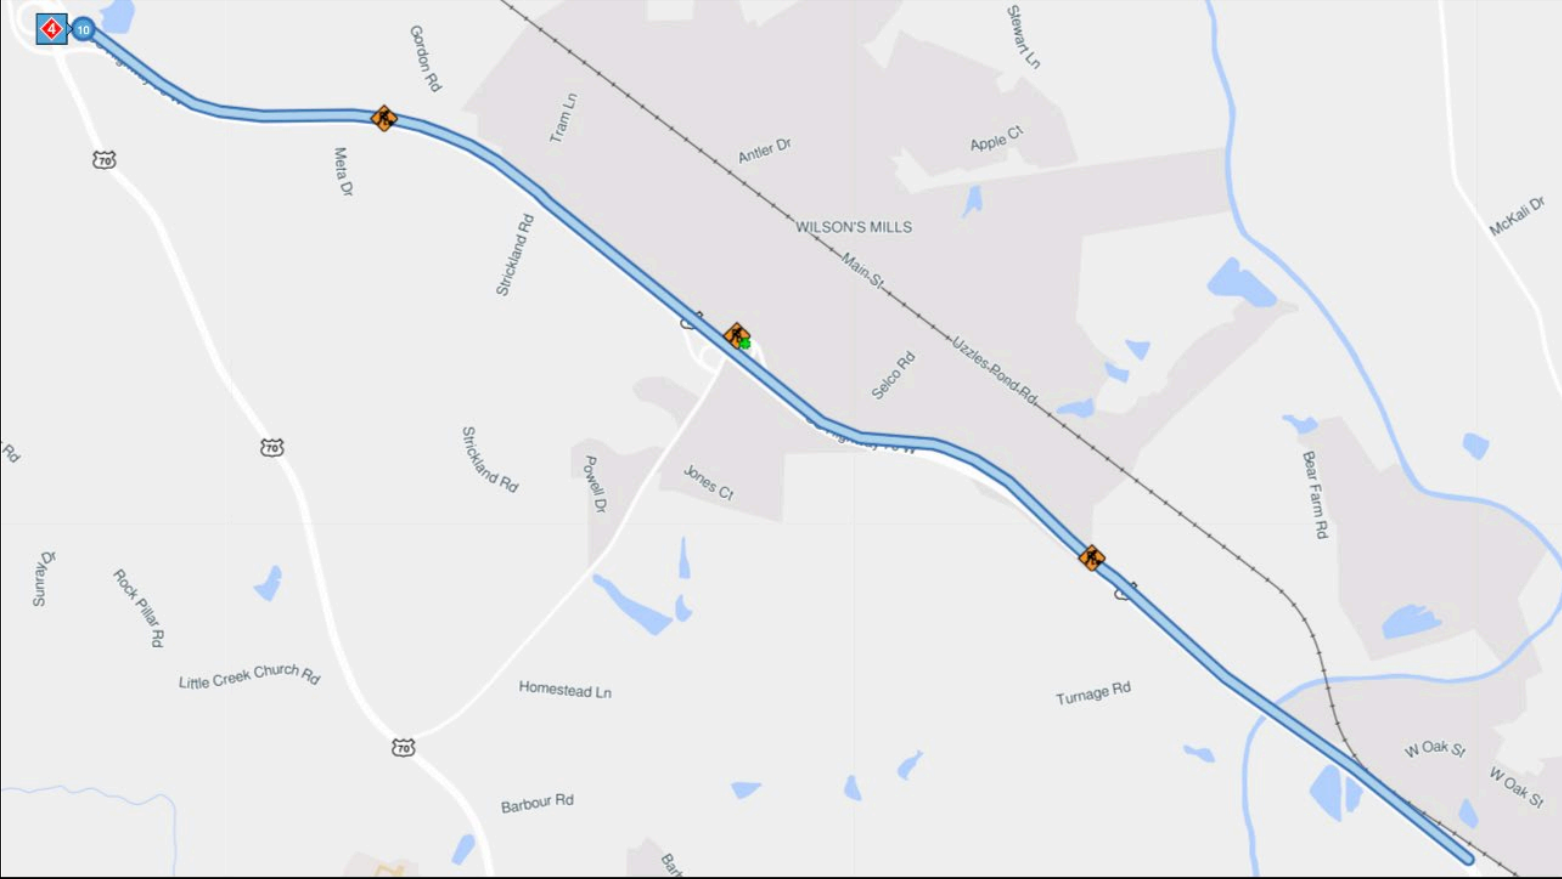 4
10
Gordon Rd
Stewart Ln
Tram Ln
Antler Dr
Apple Ct
70
Meta Dr
McKali Dr
Strickland Rd
WILSON'S MILLS
Main St
Uzzles Pond Rd
Selco Rd
70
Rd
Strickland Rd
Powell Dr
Jones Ct
Bear Farm Rd
Sunray Dr
Rock Pillar Rd
Little Creek Church Rd
Homestead Ln
Turnage Rd
70
W Oak St
W Oak St
Barbour Rd